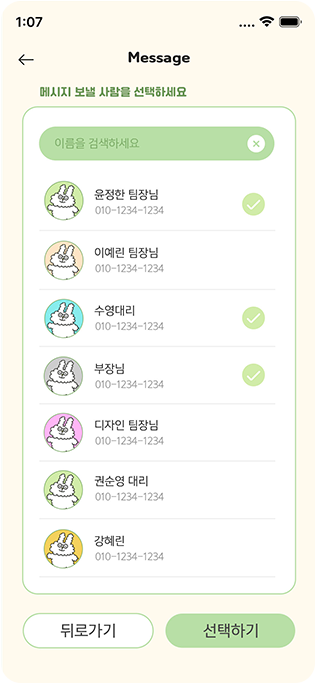 1:07
Message
메시지 보낼 사람을 선택하세요
이름을 검색하세요
윤정한 팀장님
010-1234-1234
이예린 팀장님
010-1234-1234
수영대리
010-1234-1234
부장님
010-1234-1234
디자인 팀장님
010-1234-1234
권순영 대리
010-1234-1234
강혜린
010-1234-1234
뒤로가기
선택하기